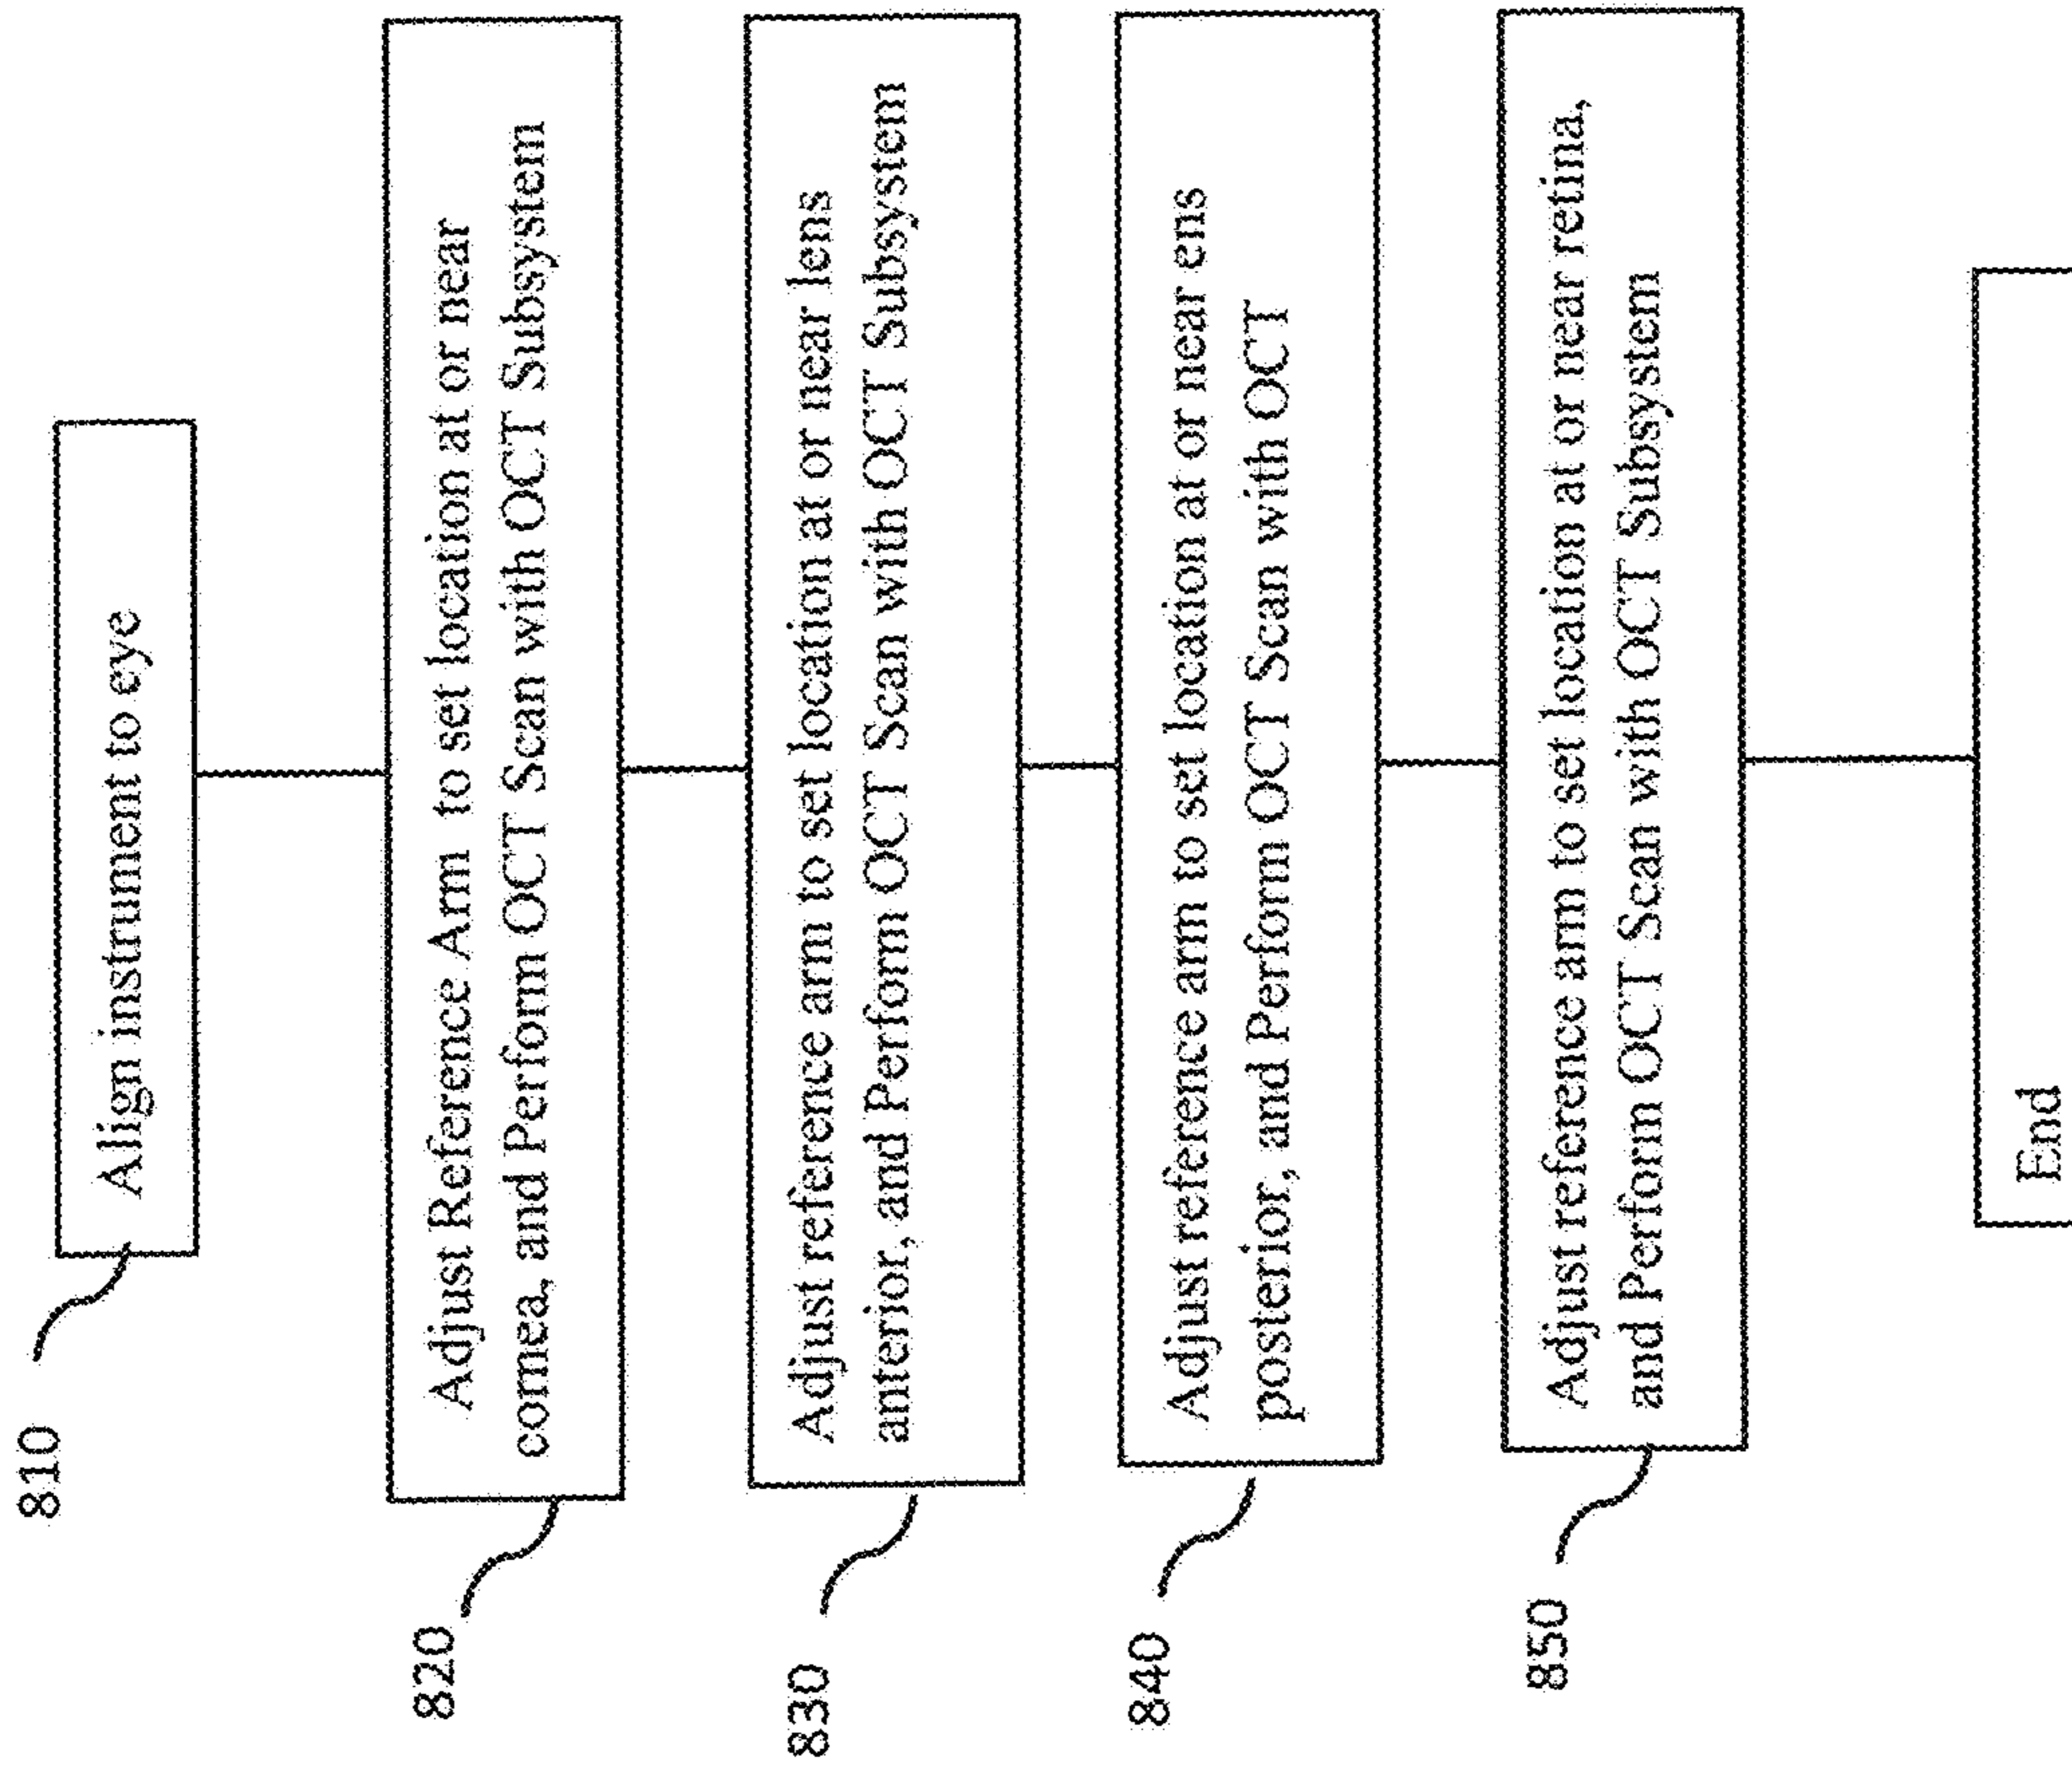 810
Align instrument to eye
820
Adjust Reference Arm to set location at or near
cornea, and Perform OCT Scan with OCT Subsystem
830
Adjust reference arm to set location at or near lens
anterior, and Perform OCT Scan with OCT Subsystem
840
Adjust reference arm to set location at or near ens
posterior, and Perform OCT Scan with OCT
850
Adjust reference arm to set location at or near retina,
and Perform OCT Scan with OCT Subsystem
End